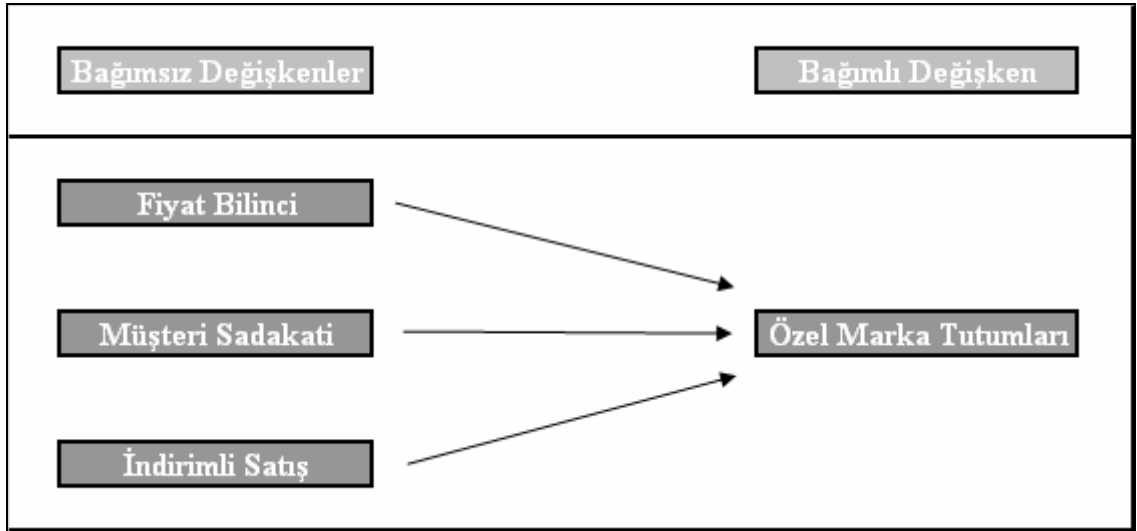 Bağımsız Değişkenler
Bağımlı Değişken
Fiyat Bilinci
Müşteri Sadakati
Özel Marka Tutumları
İndirimli Satış